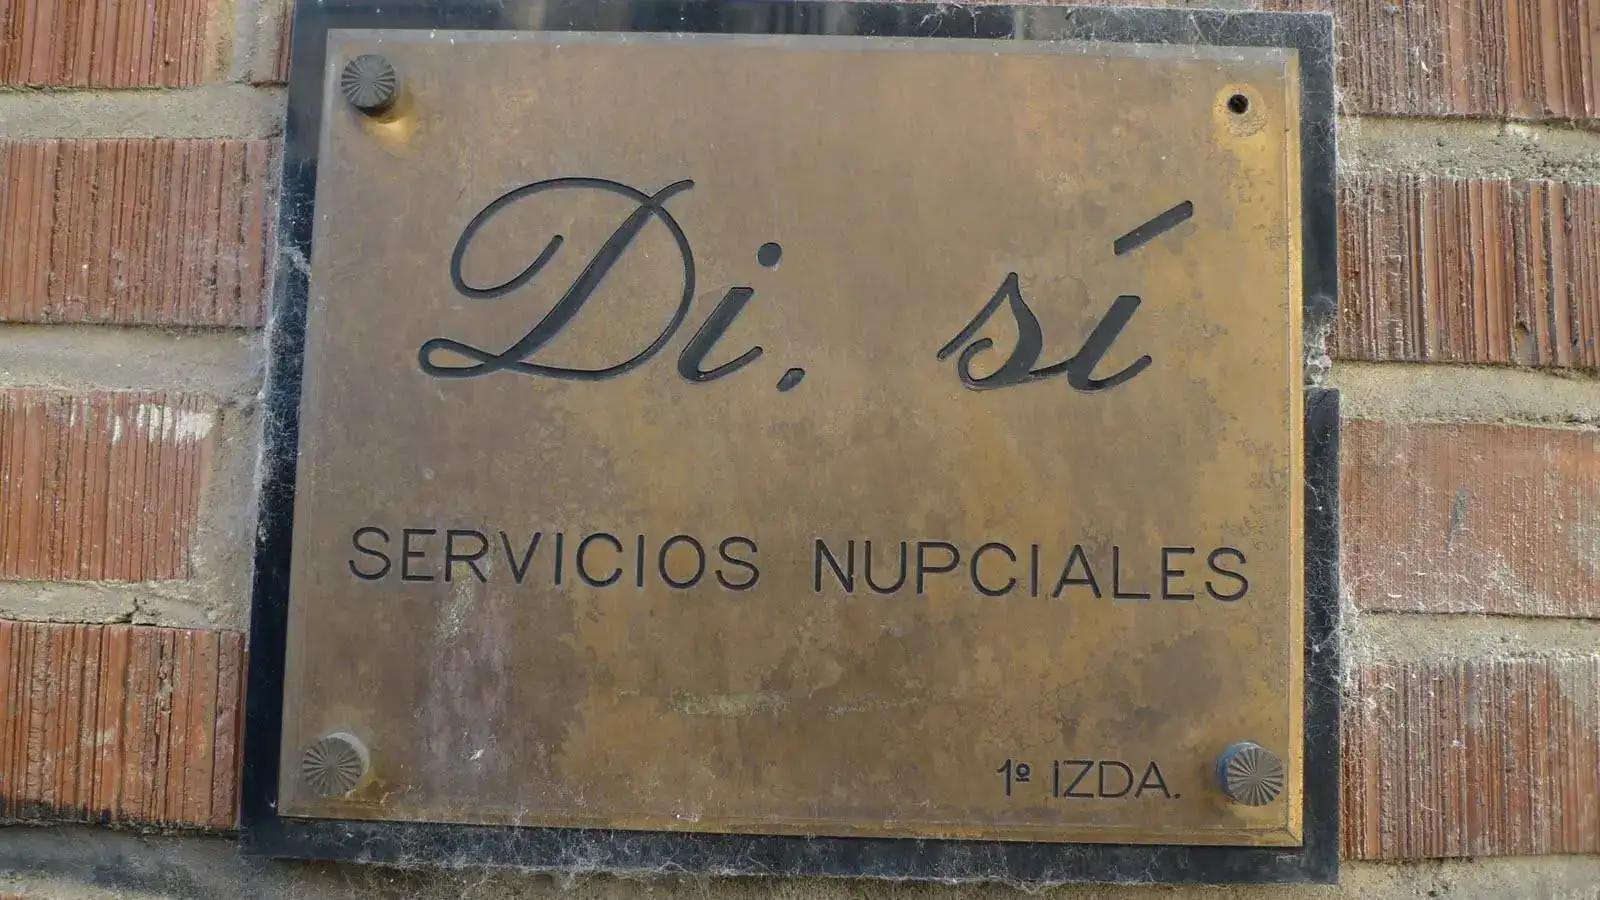 Di. sí
SERVICIOS NUPCIALES
1º IZDA.